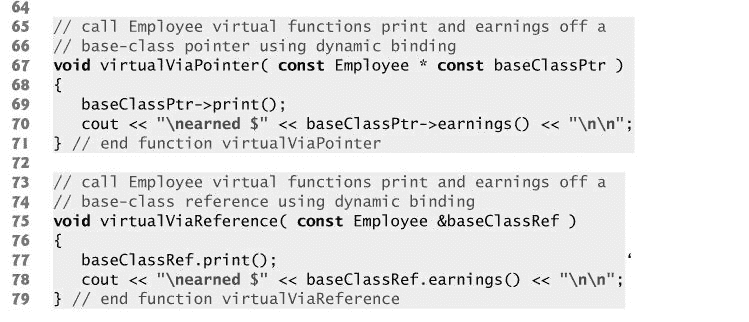 64
65 // call Employee virtual functions print and earnings off a
66 // base-class pointer using dynamic binding
67 void virtualViaPointer( const Employee * const baseClassPtr )
68 {
69    baseClassPtr->print();
70    cout << "\nearned $" << baseClassPtr->earnings() << "\n\n";
71 } // end function virtualViaPointer
72
73 // call Employee virtual functions print and earnings off a
74 // base-class reference using dynamic binding
75 void virtualViaReference( const Employee &baseClassRef )
76 {
77    baseClassRef.print(); ‘
78    cout << "\nearned $" << baseClassRef.earnings() << "\n\n";
79 } // end function virtualViaReference